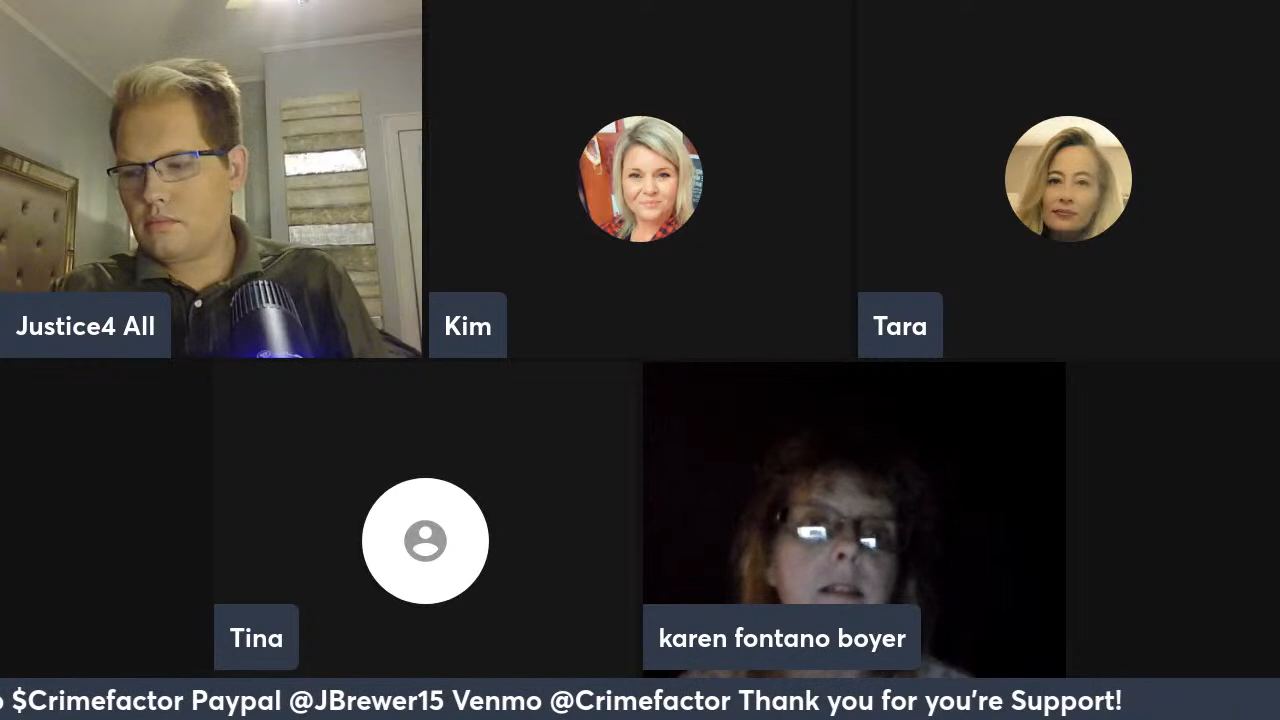 Justice4 All
Kim
Tara
Tina
karen fontano boyer
$Crimefactor Paypal @JBrewer15 Venmo @Crimefactor Thank you for you're Support!